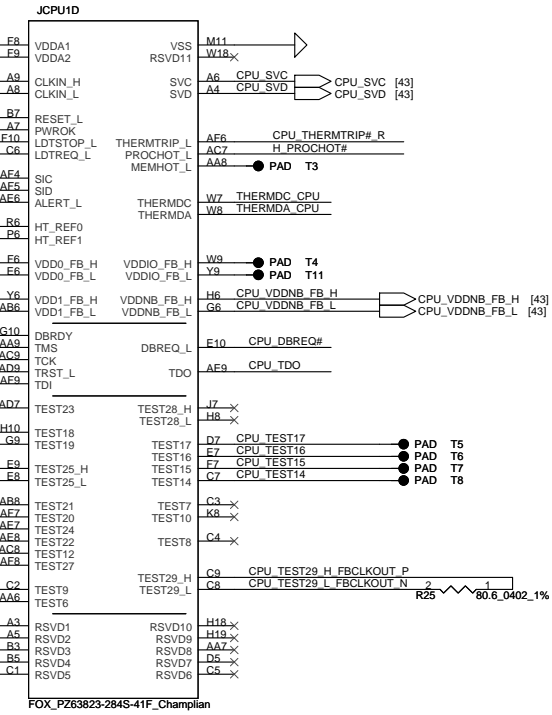 JCPU1D
F8 VDDA1 VSS M11
F9 VDDA2 RSVD11 W18
A9 CLKIN_H SVC A6 CPU_SVC CPU_SVC [43]
A8 CLKIN_L SVD A4 CPU_SVD CPU_SVD [43]
B7 RESET_L
A7 PWROK
F10 LDTSTOP_L THERMTRIP_L AF6 CPU_THERMTRIP#_R
C6 LDTREQ_L PROCHOT_L AC7 H_PROCHOT#
MEMHOT_L AA8 PAD T3
AF4 SIC
AF5 SID
AE6 ALERT_L THERMDC W7 THERMDC_CPU
THERMDA W8 THERMDA_CPU
R6 HT_REF0
P6 HT_REF1
F6 VDD0_FB_H VDDIO_FB_H W9 PAD T4
E6 VDD0_FB_L VDDIO_FB_L Y9 PAD T11
Y6 VDD1_FB_H VDDNB_FB_H H6 CPU_VDDNB_FB_H CPU_VDDNB_FB_H [43]
AB6 VDD1_FB_L VDDNB_FB_L G6 CPU_VDDNB_FB_L CPU_VDDNB_FB_L [43]
G10 DBRDY
AA9 TMS DBREQ_L E10 CPU_DBREQ#
AC9 TCK
AD9 TRST_L TDO AE9 CPU_TDO
AF9 TDI
AD7 TEST23 TEST28_H J7
TEST28_L H8
H10 TEST18 TEST17 D7 CPU_TEST17 PAD T5
G9 TEST19 TEST16 E7 CPU_TEST16 PAD T6
E9 TEST25_H TEST15 F7 CPU_TEST15 PAD T7
E8 TEST25_L TEST14 C7 CPU_TEST14 PAD T8
AB8 TEST21 TEST7 C3
AF7 TEST20 TEST10 K8
AE7 TEST24
AE8 TEST22 TEST8 C4
AC8 TEST12
AF8 TEST27
TEST29_H C9 CPU_TEST29_H_FBCLKOUT_P
C2 TEST9 TEST29_L C8 CPU_TEST29_L_FBCLKOUT_N 2 1
AA6 TEST6 R25 80.6_0402_1%
A3 RSVD1 RSVD10 H18
A5 RSVD2 RSVD9 H19
B3 RSVD3 RSVD8 AA7
B5 RSVD4 RSVD7 D5
C1 RSVD5 RSVD6 C5
FOX_PZ63823-284S-41F_Champlian